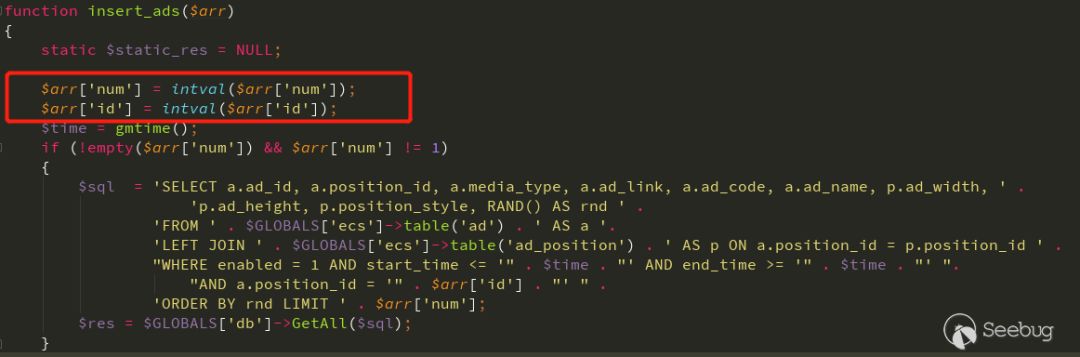 function insert_ads($arr)
{
    static $static_res = NULL;
    $arr['num'] = intval($arr['num']);
    $arr['id'] = intval($arr['id']);
    $time = gmtime();
    if (!empty($arr['num']) && $arr['num'] != 1)
    {
        $sql  = 'SELECT a.ad_id, a.position_id, a.media_type, a.ad_link, a.ad_code, a.ad_name, p.ad_width, ' .
                    'p.ad_height, p.position_style, RAND() AS rnd ' .
                'FROM ' . $GLOBALS['ecs']->table('ad') . ' AS a '.
                'LEFT JOIN ' . $GLOBALS['ecs']->table('ad_position') . ' AS p ON a.position_id = p.position_id ' .
                "WHERE enabled = 1 AND start_time <= '" . $time . "' AND end_time >= '" . $time . "' ".
                    "AND a.position_id = '" . $arr['id'] . "' " .
                'ORDER BY rnd LIMIT ' . $arr['num'];
        $res = $GLOBALS['db']->GetAll($sql);
    }
Seebug